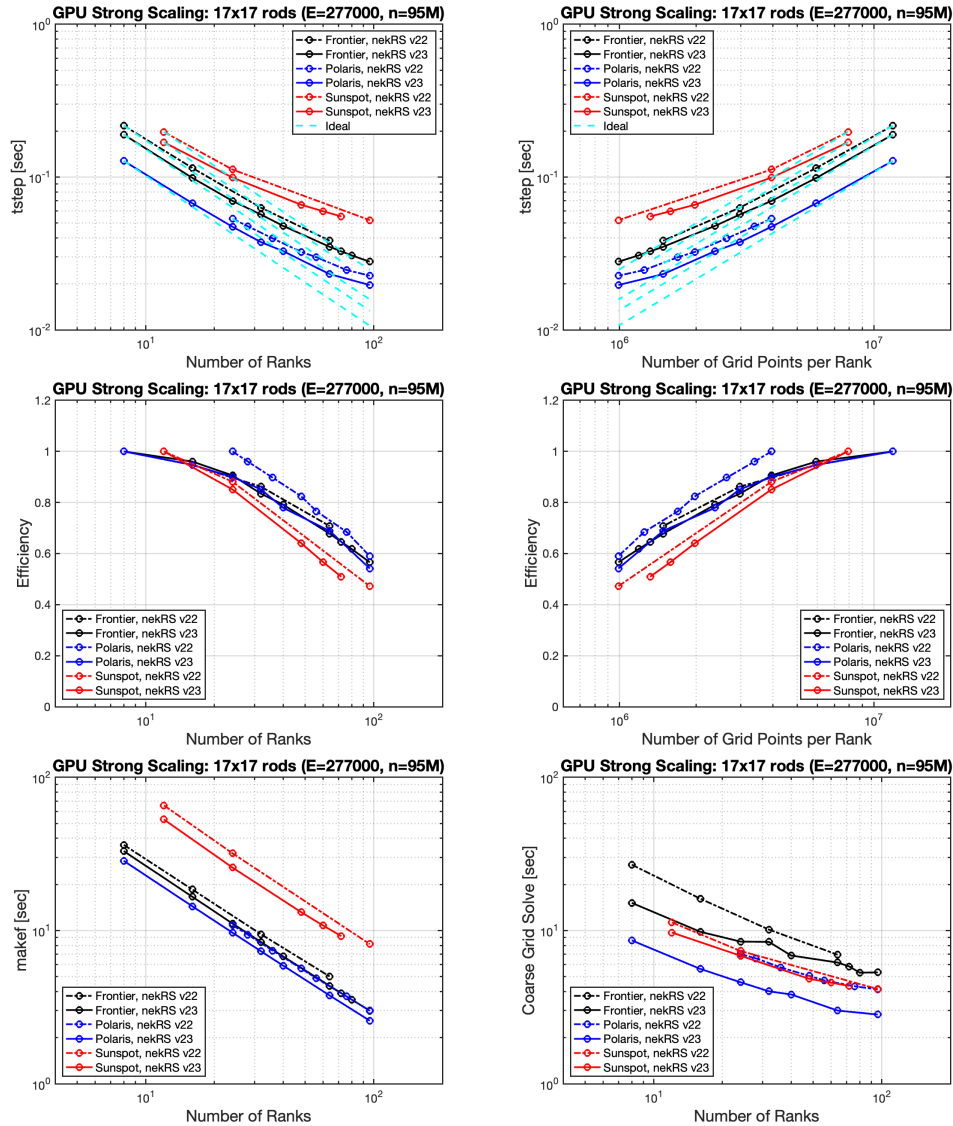 GPU Strong Scaling: 17x17 rods (E=277000, n=95M)
10^0
10^-1
10^-2
tstep [sec]
Frontier, nekRS v22
Frontier, nekRS v23
Polaris, nekRS v22
Polaris, nekRS v23
Sunspot, nekRS v22
Sunspot, nekRS v23
Ideal
10^1
10^2
Number of Ranks
GPU Strong Scaling: 17x17 rods (E=277000, n=95M)
10^0
10^-1
10^-2
tstep [sec]
Frontier, nekRS v22
Frontier, nekRS v23
Polaris, nekRS v22
Polaris, nekRS v23
Sunspot, nekRS v22
Sunspot, nekRS v23
Ideal
10^6
10^7
Number of Grid Points per Rank
GPU Strong Scaling: 17x17 rods (E=277000, n=95M)
1.2
1
0.8
0.6
0.4
0.2
0
Efficiency
Frontier, nekRS v22
Frontier, nekRS v23
Polaris, nekRS v22
Polaris, nekRS v23
Sunspot, nekRS v22
Sunspot, nekRS v23
10^1
10^2
Number of Ranks
GPU Strong Scaling: 17x17 rods (E=277000, n=95M)
1.2
1
0.8
0.6
0.4
0.2
0
Efficiency
Frontier, nekRS v22
Frontier, nekRS v23
Polaris, nekRS v22
Polaris, nekRS v23
Sunspot, nekRS v22
Sunspot, nekRS v23
10^6
10^7
Number of Grid Points per Rank
GPU Strong Scaling: 17x17 rods (E=277000, n=95M)
10^2
10^1
10^0
makef [sec]
Frontier, nekRS v22
Frontier, nekRS v23
Polaris, nekRS v22
Polaris, nekRS v23
Sunspot, nekRS v22
Sunspot, nekRS v23
10^1
10^2
Number of Ranks
GPU Strong Scaling: 17x17 rods (E=277000, n=95M)
10^2
10^1
10^0
Coarse Grid Solve [sec]
Frontier, nekRS v22
Frontier, nekRS v23
Polaris, nekRS v22
Polaris, nekRS v23
Sunspot, nekRS v22
Sunspot, nekRS v23
10^1
10^2
Number of Ranks